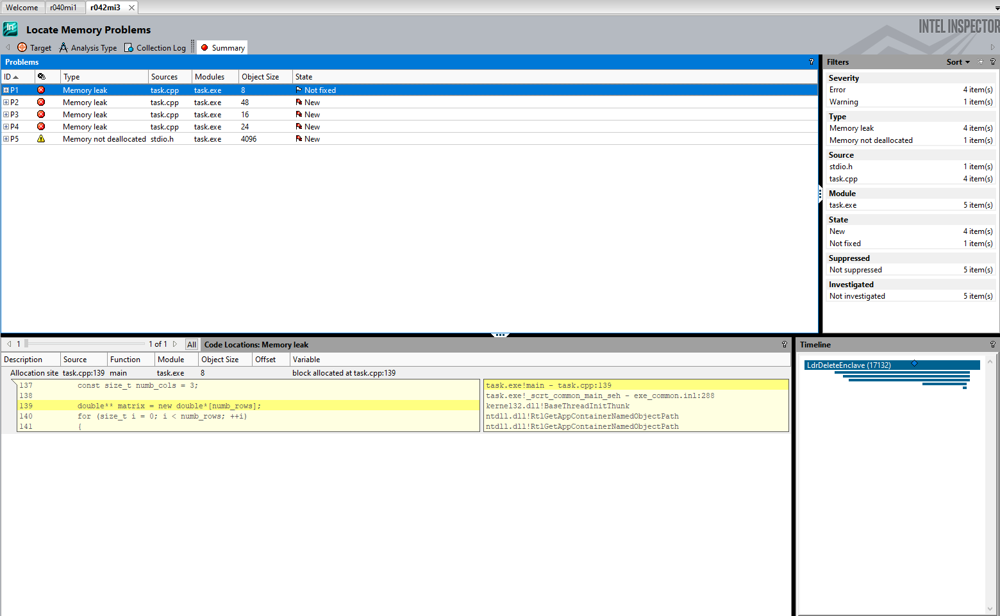 Welcome r040mi1 r042mi3
Locate Memory Problems
INTEL INSPECTOR
Target Analysis Type Collection Log Summary
Problems ?
ID Type Sources Modules Object Size State
P1 Memory leak task.cpp task.exe 8 Not fixed
P2 Memory leak task.cpp task.exe 48 New
P3 Memory leak task.cpp task.exe 16 New
P4 Memory leak task.cpp task.exe 24 New
P5 Memory not deallocated stdio.h task.exe 4096 New
Filters Sort ?
Severity
Error 4 item(s)
Warning 1 item(s)
Type
Memory leak 4 item(s)
Memory not deallocated 1 item(s)
Source
stdio.h 1 item(s)
task.cpp 4 item(s)
Module
task.exe 5 item(s)
State
New 4 item(s)
Not fixed 1 item(s)
Suppressed
Not suppressed 5 item(s)
Investigated
Not investigated 5 item(s)
1 1 of 1 All Code Locations: Memory leak ?
Description Source Function Module Object Size Offset Variable
Allocation site task.cpp:139 main task.exe 8 block allocated at task.cpp:139
137 const size_t numb_cols = 3;
138
139 double** matrix = new double*[numb_rows];
140 for (size_t i = 0; i < numb_rows; ++i)
141 {
task.exe!main - task.cpp:139
task.exe!_scrt_common_main_seh - exe_common.inl:288
kernel32.dll!BaseThreadInitThunk
ntdll.dll!RtlGetAppContainerNamedObjectPath
ntdll.dll!RtlGetAppContainerNamedObjectPath
Timeline ?
LdrDeleteEnclave (17132)